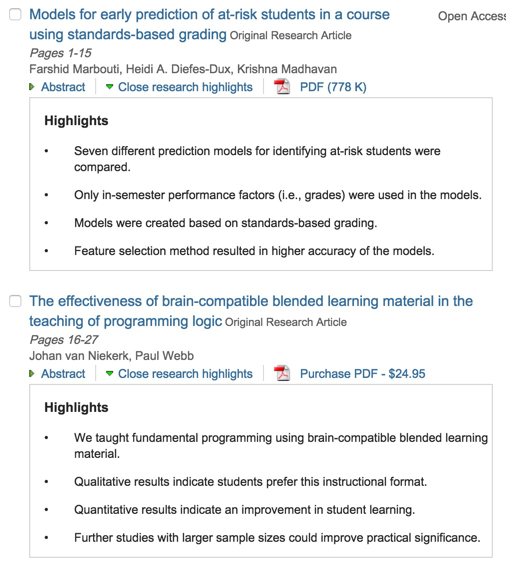 Models for early prediction of at-risk students in a course Open Access
using standards-based grading Original Research Article
Pages 1-15
Farshid Marbouti, Heidi A. Diefes-Dux, Krishna Madhavan
Abstract Close research highlights PDF (778 K)
Highlights
• Seven different prediction models for identifying at-risk students were
compared.
• Only in-semester performance factors (i.e., grades) were used in the models.
• Models were created based on standards-based grading.
• Feature selection method resulted in higher accuracy of the models.
The effectiveness of brain-compatible blended learning material in the
teaching of programming logic Original Research Article
Pages 16-27
Johan van Niekerk, Paul Webb
Abstract Close research highlights Purchase PDF - $24.95
Highlights
• We taught fundamental programming using brain-compatible blended learning
material.
• Qualitative results indicate students prefer this instructional format.
• Quantitative results indicate an improvement in student learning.
• Further studies with larger sample sizes could improve practical significance.